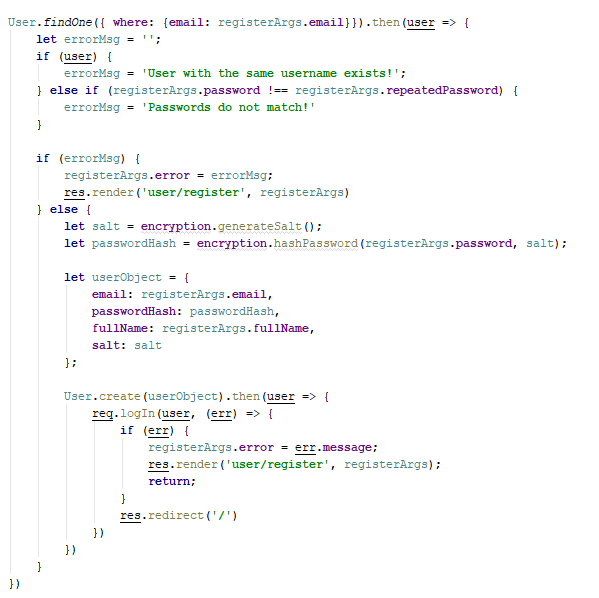 User.findOne({ where: {email: registerArgs.email}}).then(user => {
    let errorMsg = '';
    if (user) {
        errorMsg = 'User with the same username exists!';
    } else if (registerArgs.password !== registerArgs.repeatedPassword) {
        errorMsg = 'Passwords do not match!'
    }

    if (errorMsg) {
        registerArgs.error = errorMsg;
        res.render('user/register', registerArgs)
    } else {
        let salt = encryption.generateSalt();
        let passwordHash = encryption.hashPassword(registerArgs.password, salt);

        let userObject = {
            email: registerArgs.email,
            passwordHash: passwordHash,
            fullName: registerArgs.fullName,
            salt: salt
        };

        User.create(userObject).then(user => {
            req.logIn(user, (err) => {
                if (err) {
                    registerArgs.error = err.message;
                    res.render('user/register', registerArgs);
                    return;
                }
                res.redirect('/')
            })
        })
    }
})